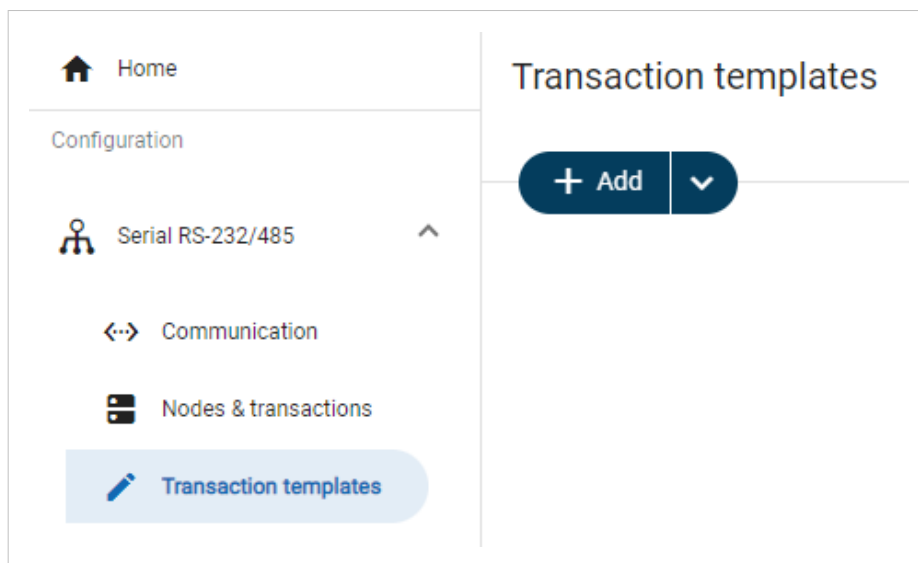 Home
Configuration
Serial RS-232/485
Communication
Nodes & transactions
Transaction templates
Transaction templates
+ Add